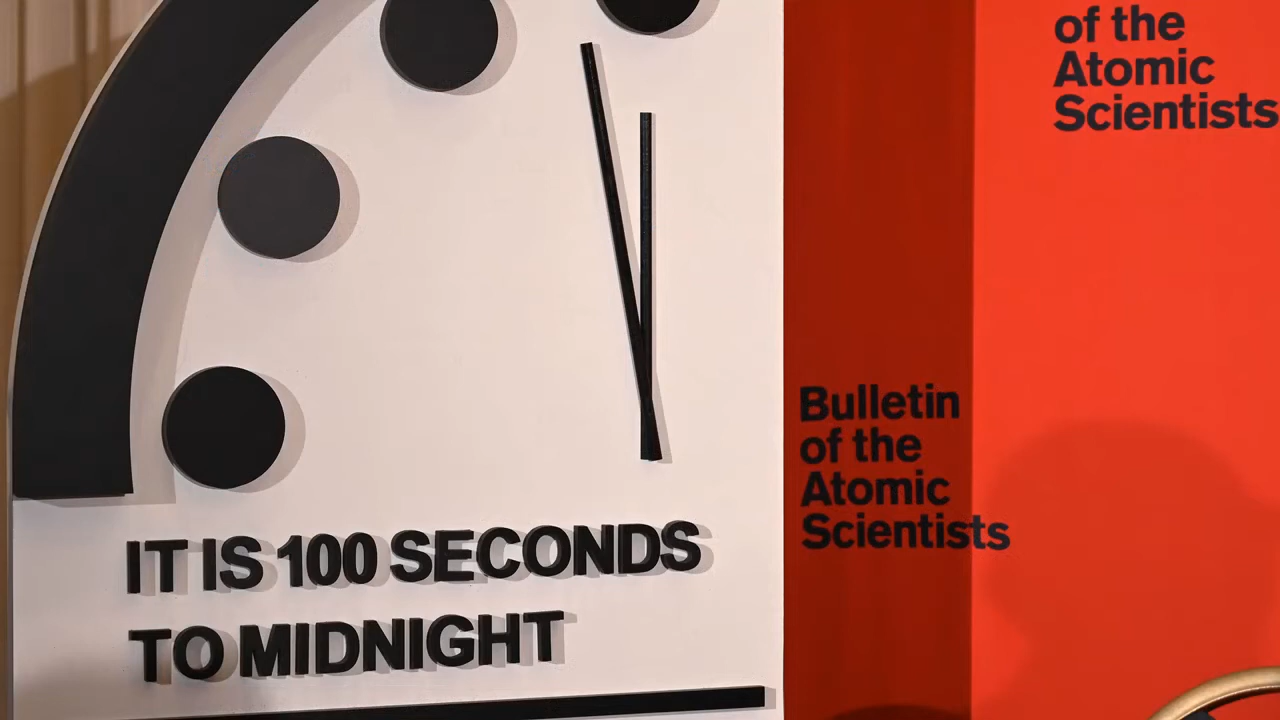 IT IS 100 SECONDS
TO MIDNIGHT
Bulletin
of the
Atomic
Scientists
of the
Atomic
Scientists